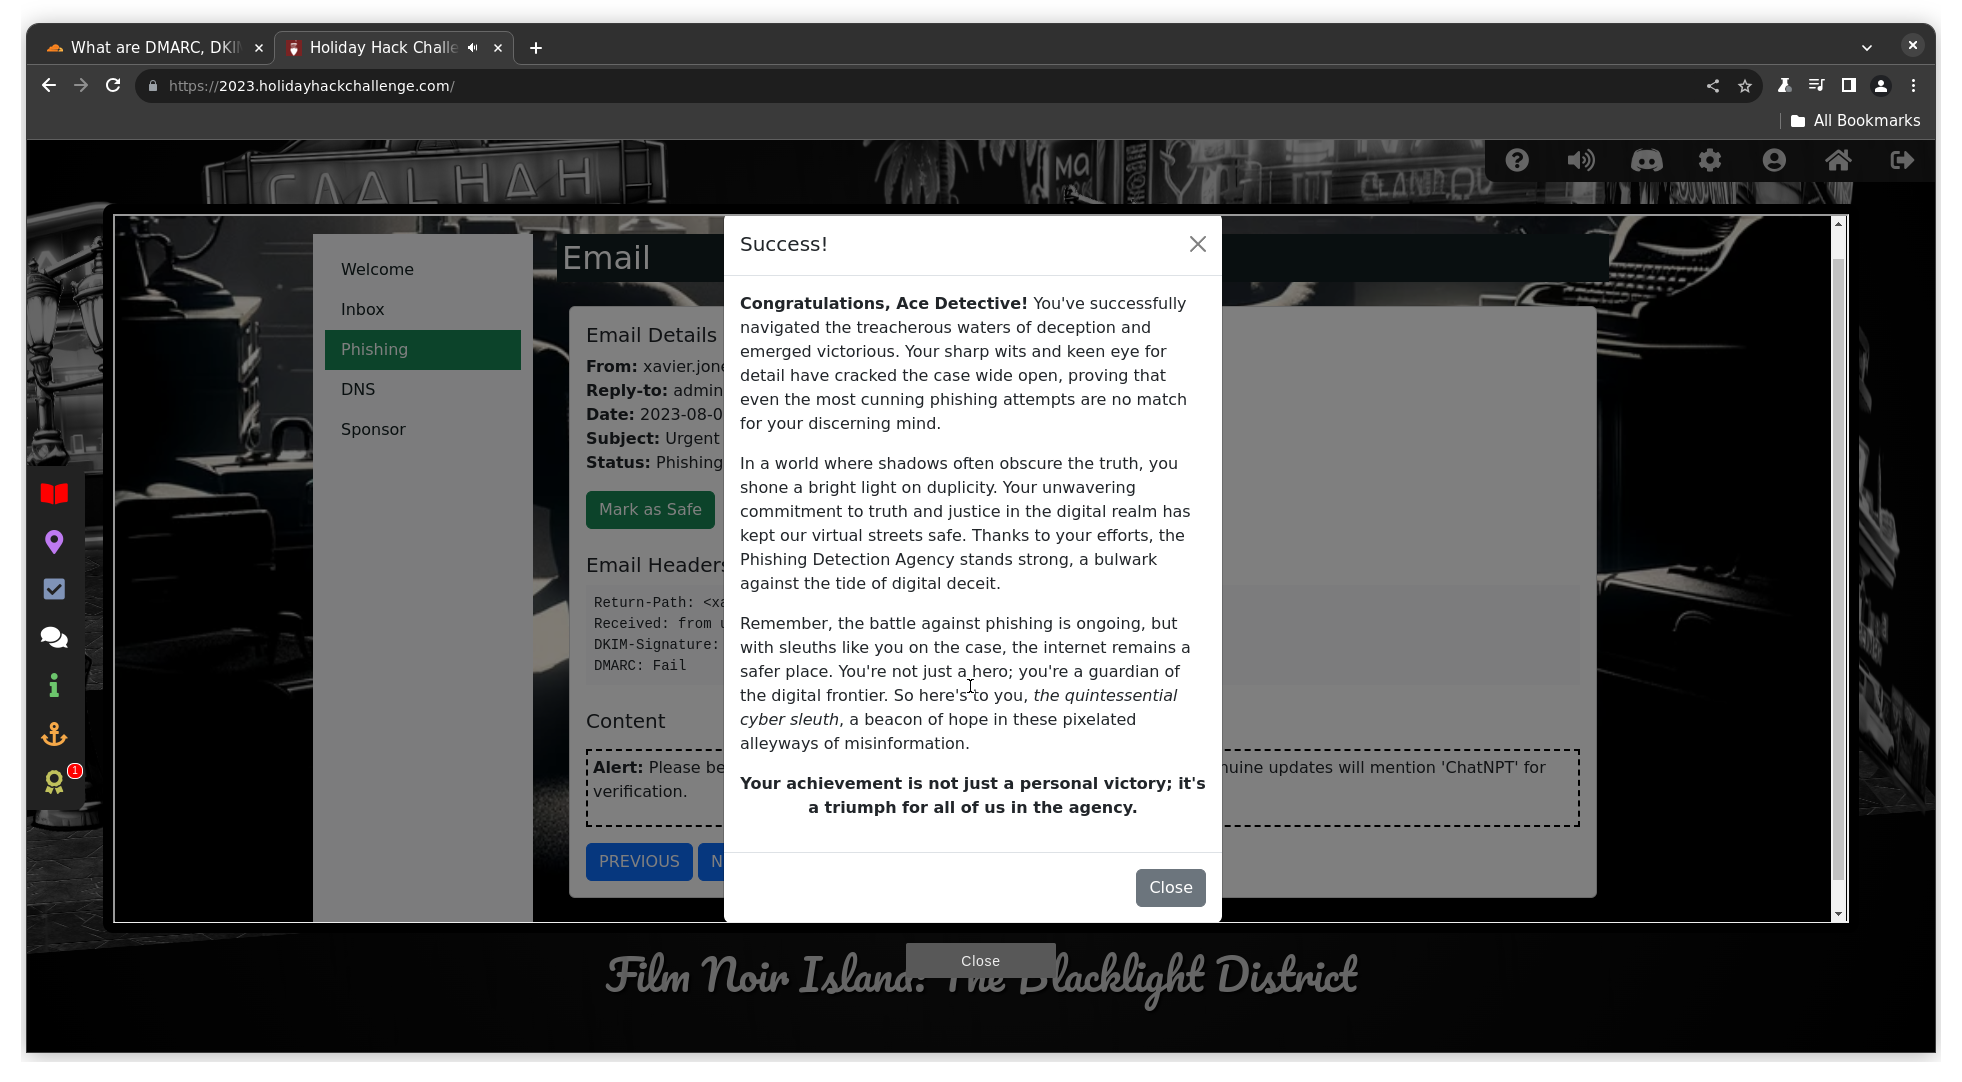 What are DMARC, DKIM
Holiday Hack Challe
https://2023.holidayhackchallenge.com/
All Bookmarks
CAALHAH
Welcome
Inbox
Phishing
DNS
Sponsor
Email
Email Details
From: xavier.jone
Reply-to: admin
Date: 2023-08-0
Subject: Urgent
Status: Phishing
Mark as Safe
Email Headers
Return-Path: <xa
Received: from u
DKIM-Signature:
DMARC: Fail
Content
Alert: Please be
nuine updates will mention 'ChatNPT' for
verification.
PREVIOUS
N
Success!
Congratulations, Ace Detective! You've successfully
navigated the treacherous waters of deception and
emerged victorious. Your sharp wits and keen eye for
detail have cracked the case wide open, proving that
even the most cunning phishing attempts are no match
for your discerning mind.
In a world where shadows often obscure the truth, you
shone a bright light on duplicity. Your unwavering
commitment to truth and justice in the digital realm has
kept our virtual streets safe. Thanks to your efforts, the
Phishing Detection Agency stands strong, a bulwark
against the tide of digital deceit.
Remember, the battle against phishing is ongoing, but
with sleuths like you on the case, the internet remains a
safer place. You're not just a hero; you're a guardian of
the digital frontier. So here's to you, the quintessential
cyber sleuth, a beacon of hope in these pixelated
alleyways of misinformation.
Your achievement is not just a personal victory; it's
a triumph for all of us in the agency.
Close
1
Close
Film Noir Island: The Blacklight District